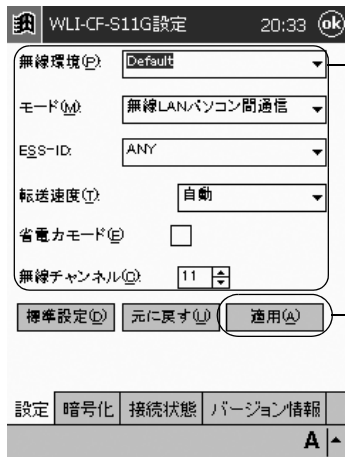 WLI-CF-S11G設定 20:33 ok
無線環境(P): Default
モード(M): 無線LANパソコン間通信
ESS-ID: ANY
転送速度(T): 自動
省電力モード(E)
無線チャンネル(C): 11
標準設定(D) 元に戻す(U) 適用(A)
設定 暗号化 接続状態 バージョン情報
A